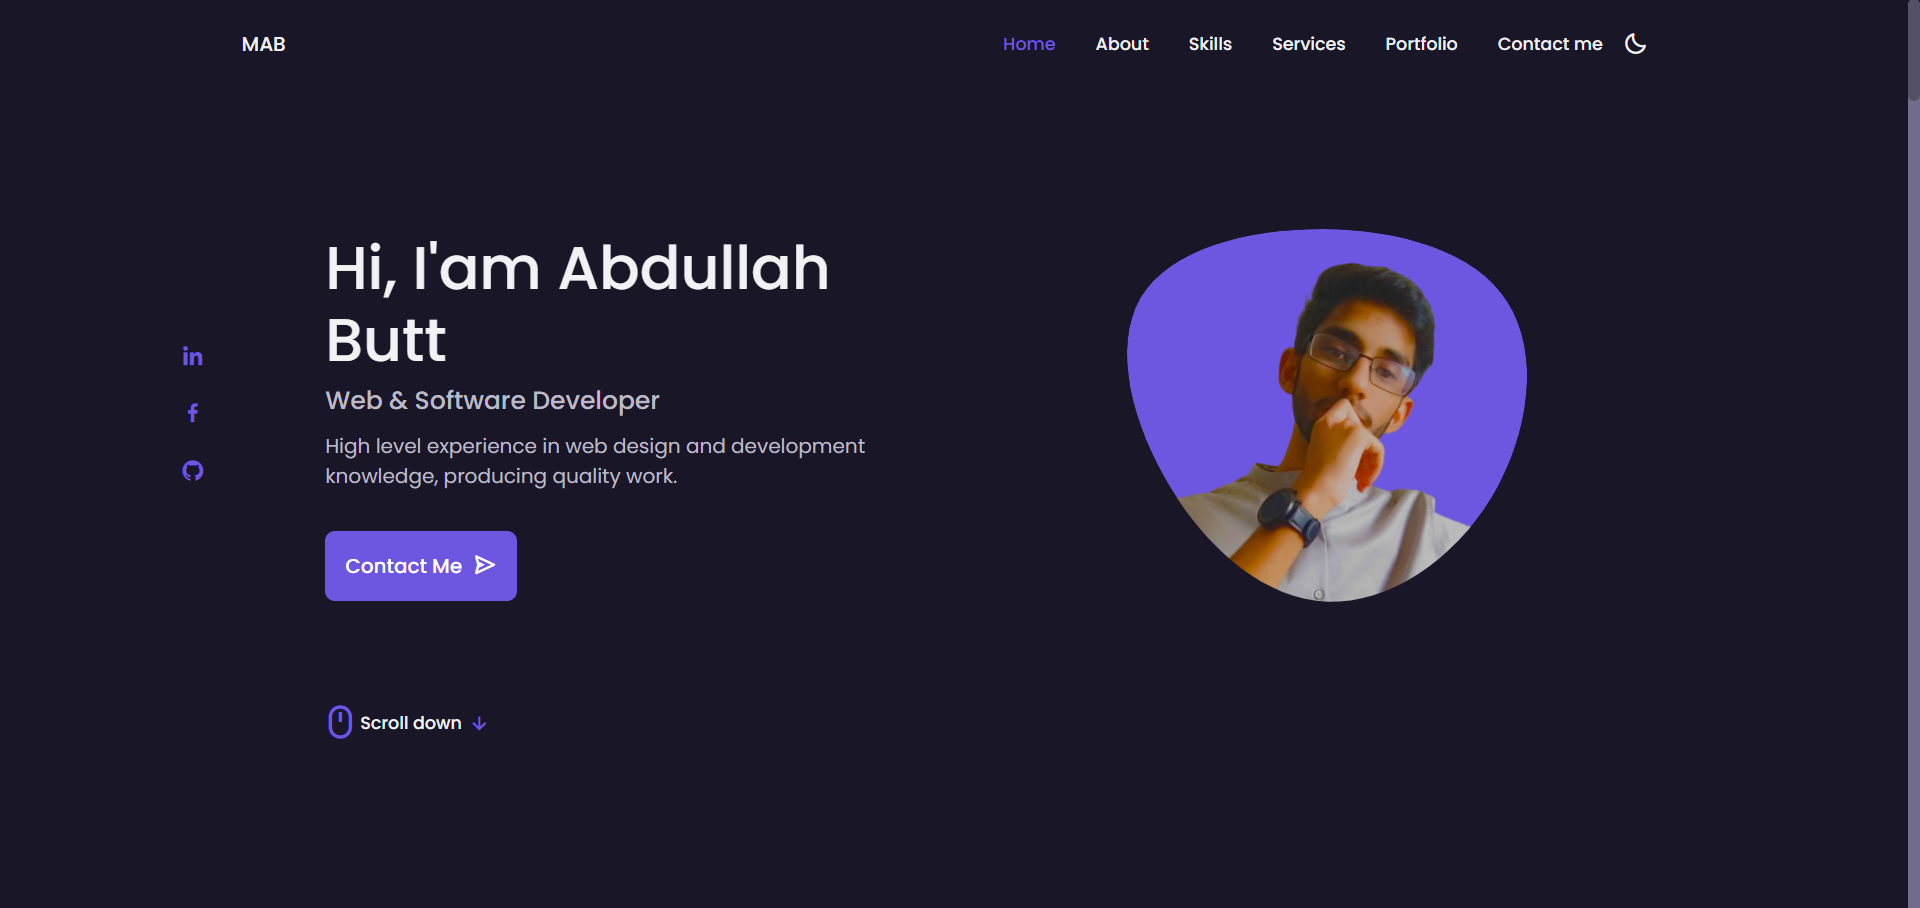 MAB
Home About Skills Services Portfolio Contact me
Hi, I'am Abdullah
Butt
Web & Software Developer
High level experience in web design and development
knowledge, producing quality work.
Contact Me
Scroll down